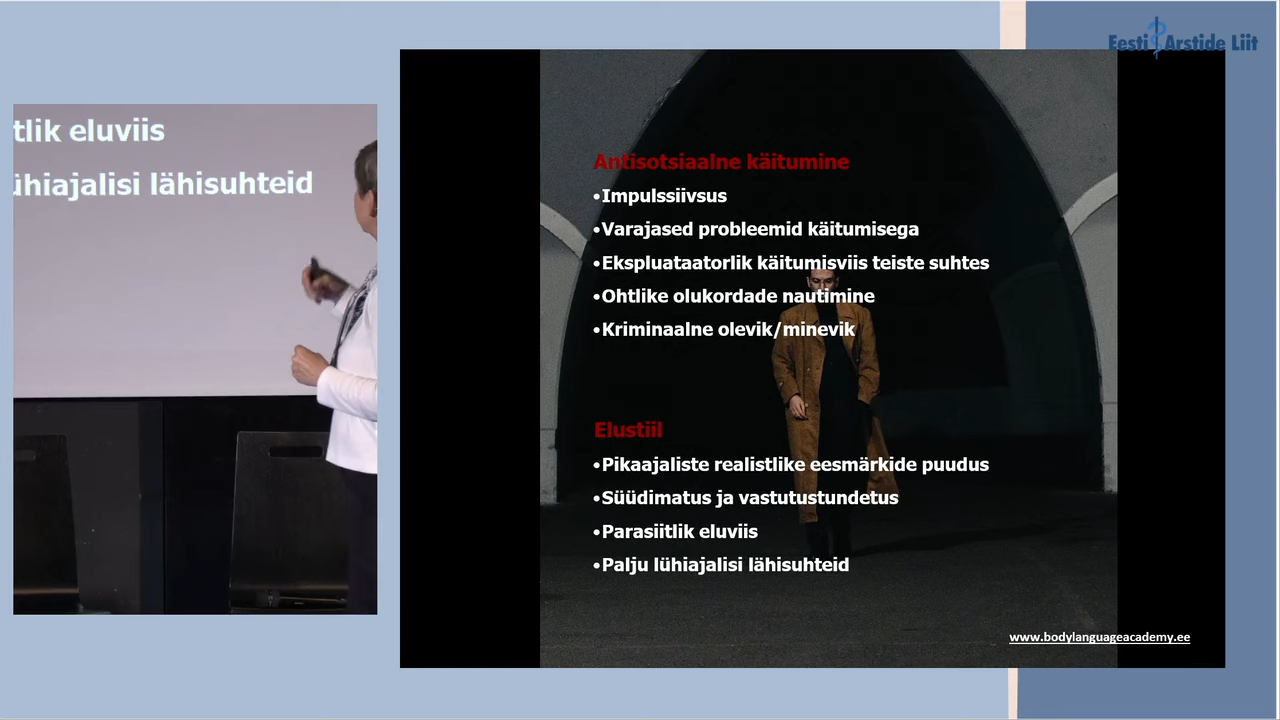 Eesti Arstide Liit
tlik eluviis
ühiajalisi lähisuhteid
Antisotsiaalne käitumine
•Impulssiivsus
•Varajased probleemid käitumisega
•Ekspluataatorlik käitumisviis teiste suhtes
•Ohtlike olukordade nautimine
•Kriminaalne olevik/minevik
Elustiil
•Pikaajaliste realistlike eesmärkide puudus
•Süüdimatus ja vastutustundetus
•Parasiitlik eluviis
•Palju lühiajalisi lähisuhteid
www.bodylanguageacademy.ee